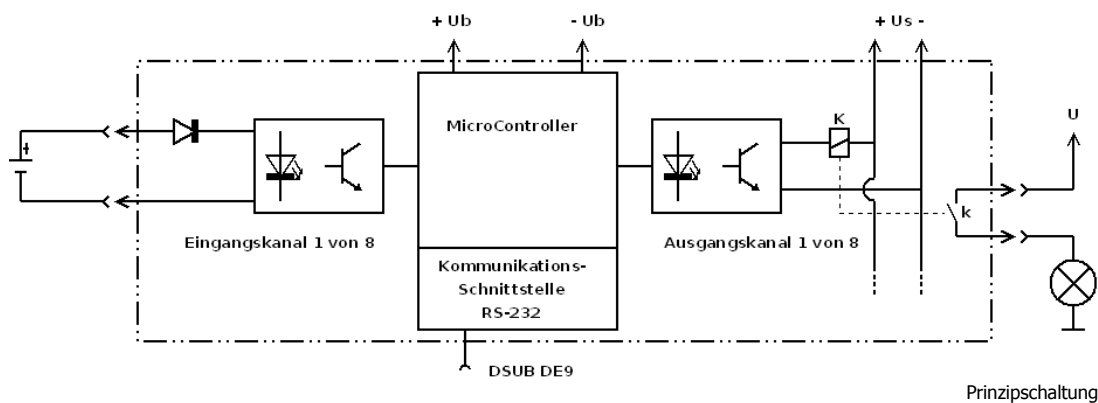 + Ub
- Ub
+ Us -
MicroController
K
U
k
Eingangskanal 1 von 8
Ausgangskanal 1 von 8
Kommunikations-
Schnittstelle
RS-232
DSUB DE9
Prinzipschaltung